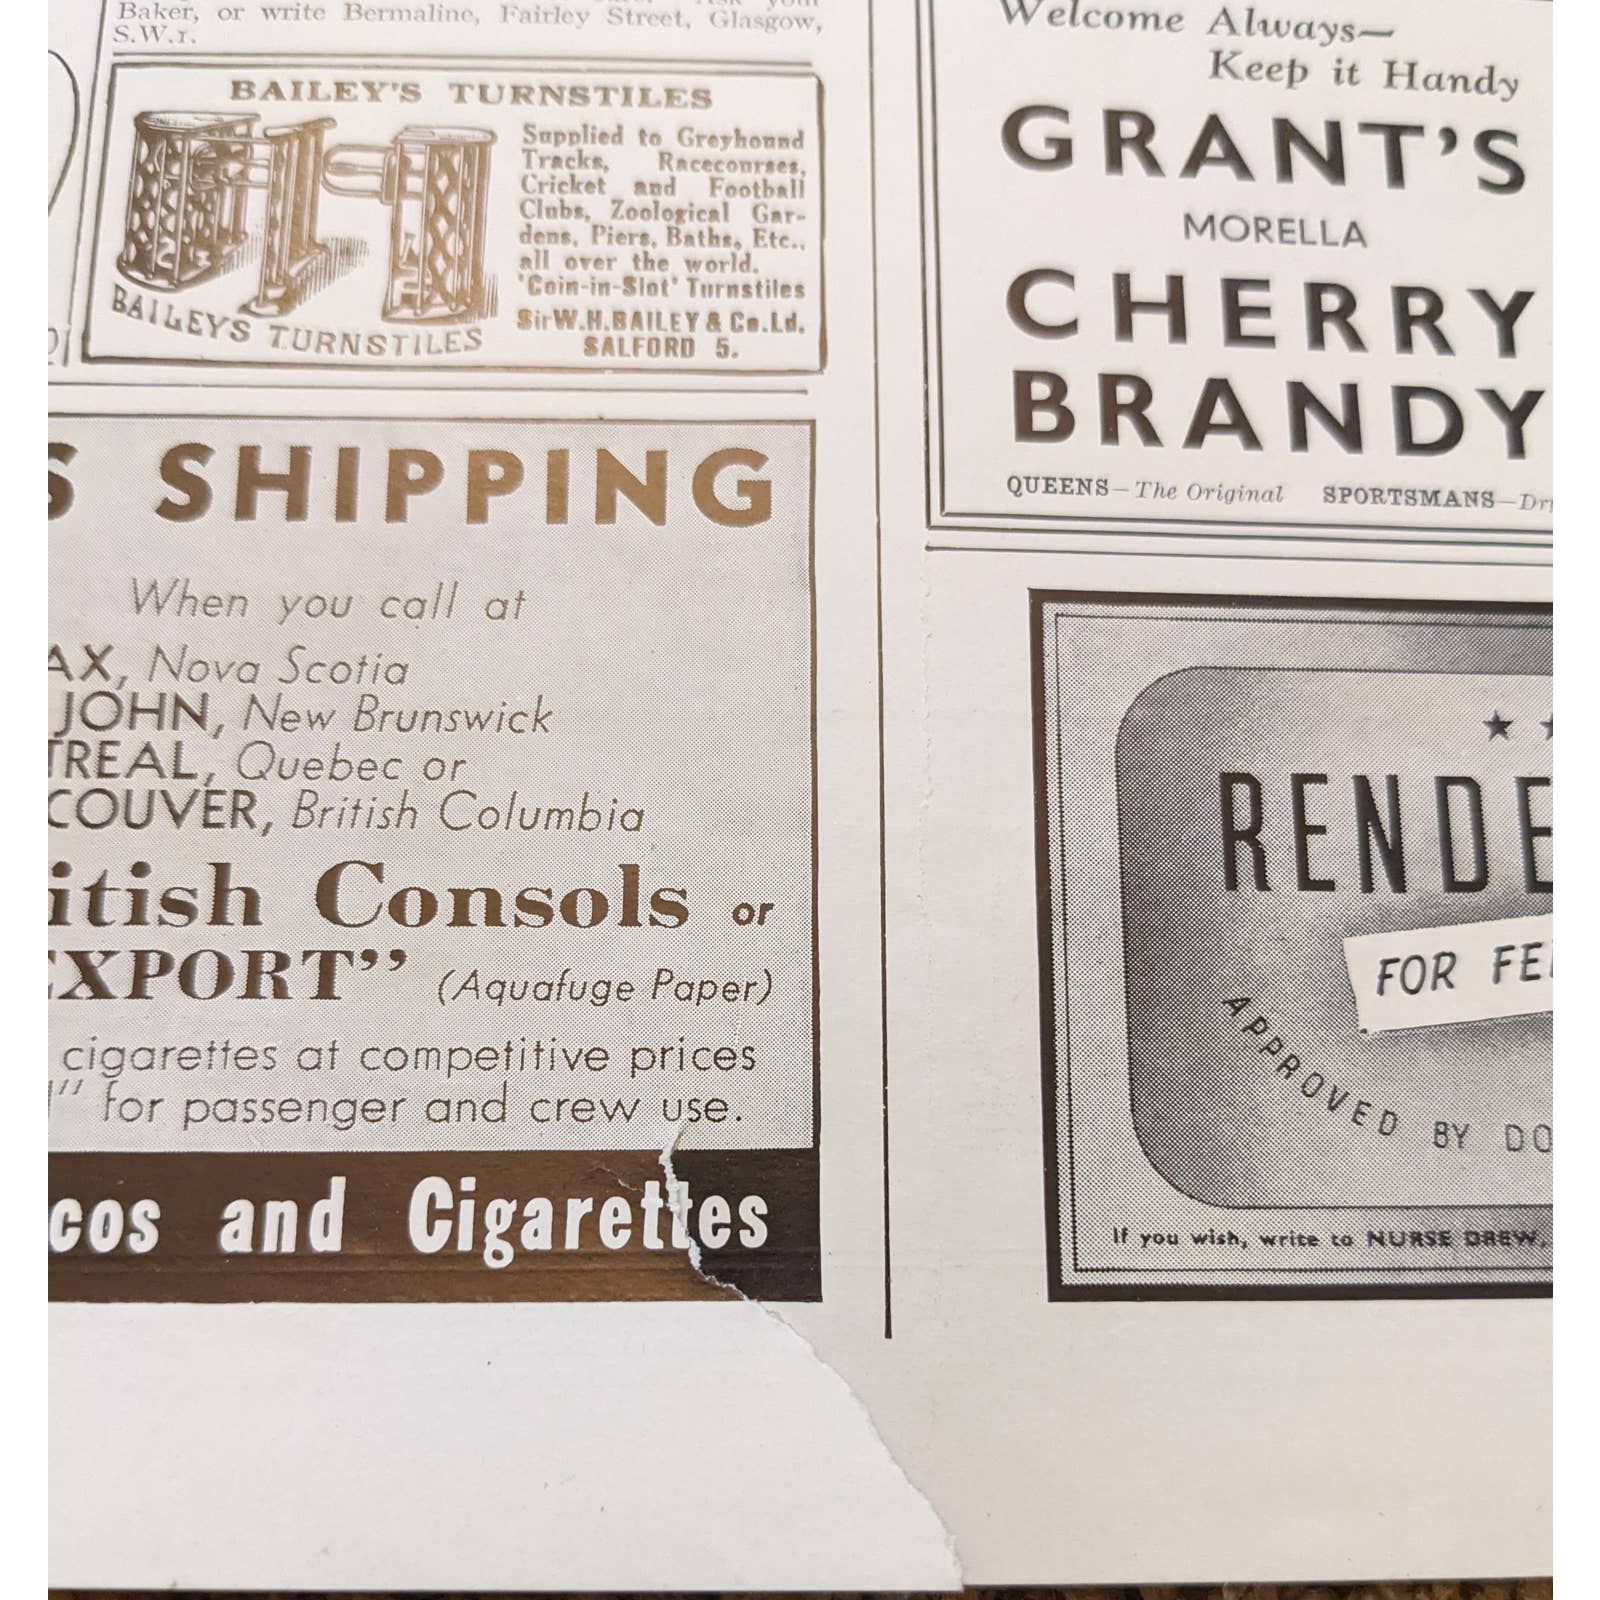 Baker, or write Bermaline, Fairley Street, Glasgow,
S.W.1.
BAILEY'S TURNSTILES
Supplied to Greyhound
Tracks, Racecourses,
Cricket and Football
Clubs, Zoological Gar-
dens, Piers, Baths, Etc.,
all over the world.
'Coin-in-Slot' Turnstiles
Sir W.H.BAILEY & Co.Ld.
SALFORD 5.
BAILEYS TURNSTILES
S SHIPPING
When you call at
AX, Nova Scotia
JOHN, New Brunswick
TREAL, Quebec or
COUVER, British Columbia
itish Consols or
EXPORT” (Aquafuge Paper)
cigarettes at competitive prices
" for passenger and crew use.
cos and Cigarettes
Welcome Always—
Keep it Handy
GRANT'S
MORELLA
CHERRY
BRANDY
QUEENS—The Original SPORTSMANS—Dr
★ ★
RENDE
FOR FE
APPROVED BY DO
If you wish, write to NURSE DREW,